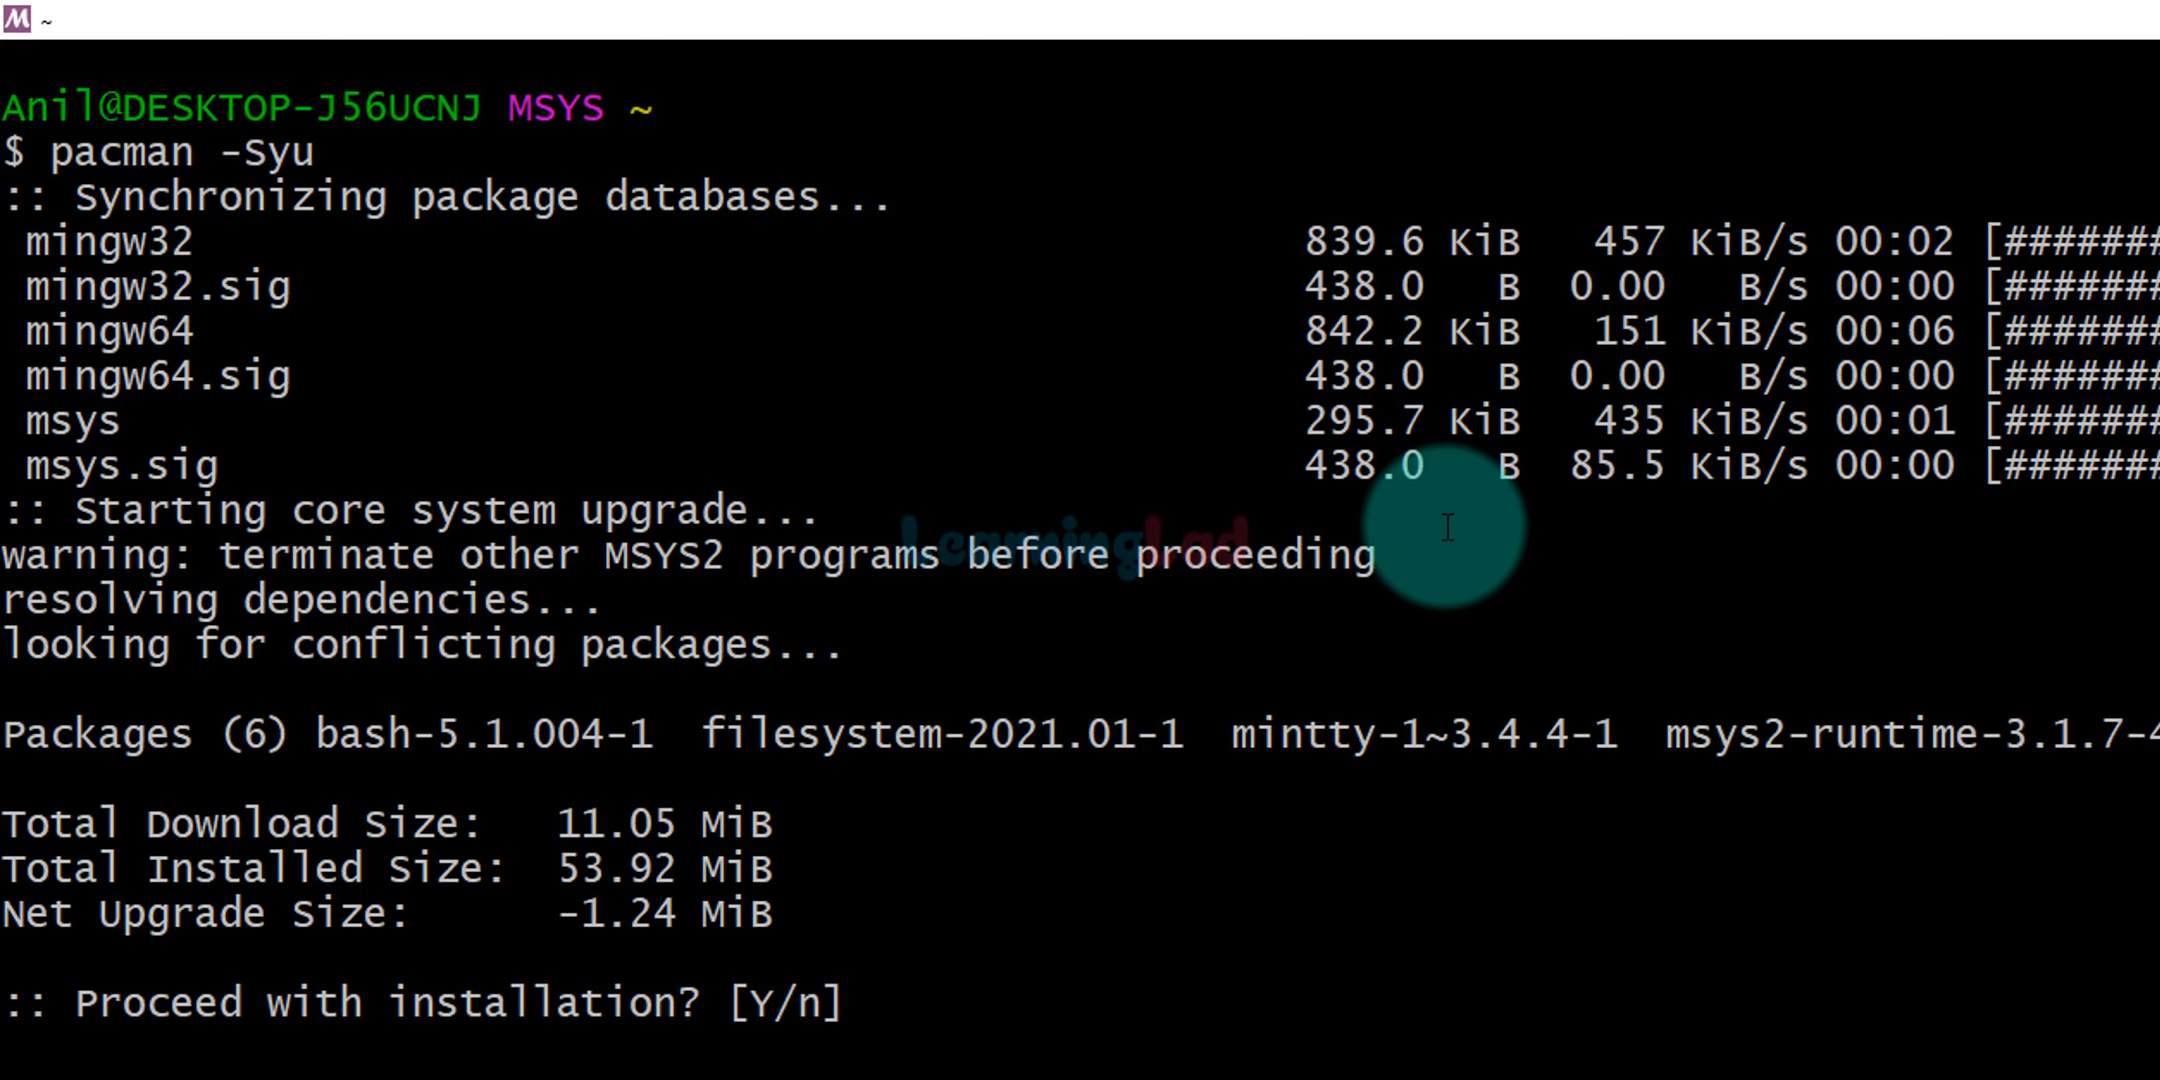 M ~
Anil@DESKTOP-J56UCNJ MSYS ~
$ pacman -Syu
:: Synchronizing package databases...
mingw32 839.6 KiB 457 KiB/s 00:02 [#######
mingw32.sig 438.0 B 0.00 B/s 00:00 [#######
mingw64 842.2 KiB 151 KiB/s 00:06 [#######
mingw64.sig 438.0 B 0.00 B/s 00:00 [#######
msys 295.7 KiB 435 KiB/s 00:01 [#######
msys.sig 438.0 B 85.5 KiB/s 00:00 [#######
:: Starting core system upgrade...
LearningLad
warning: terminate other MSYS2 programs before proceeding
resolving dependencies...
looking for conflicting packages...
Packages (6) bash-5.1.004-1 filesystem-2021.01-1 mintty-1~3.4.4-1 msys2-runtime-3.1.7-4
Total Download Size: 11.05 MiB
Total Installed Size: 53.92 MiB
Net Upgrade Size: -1.24 MiB
:: Proceed with installation? [Y/n]